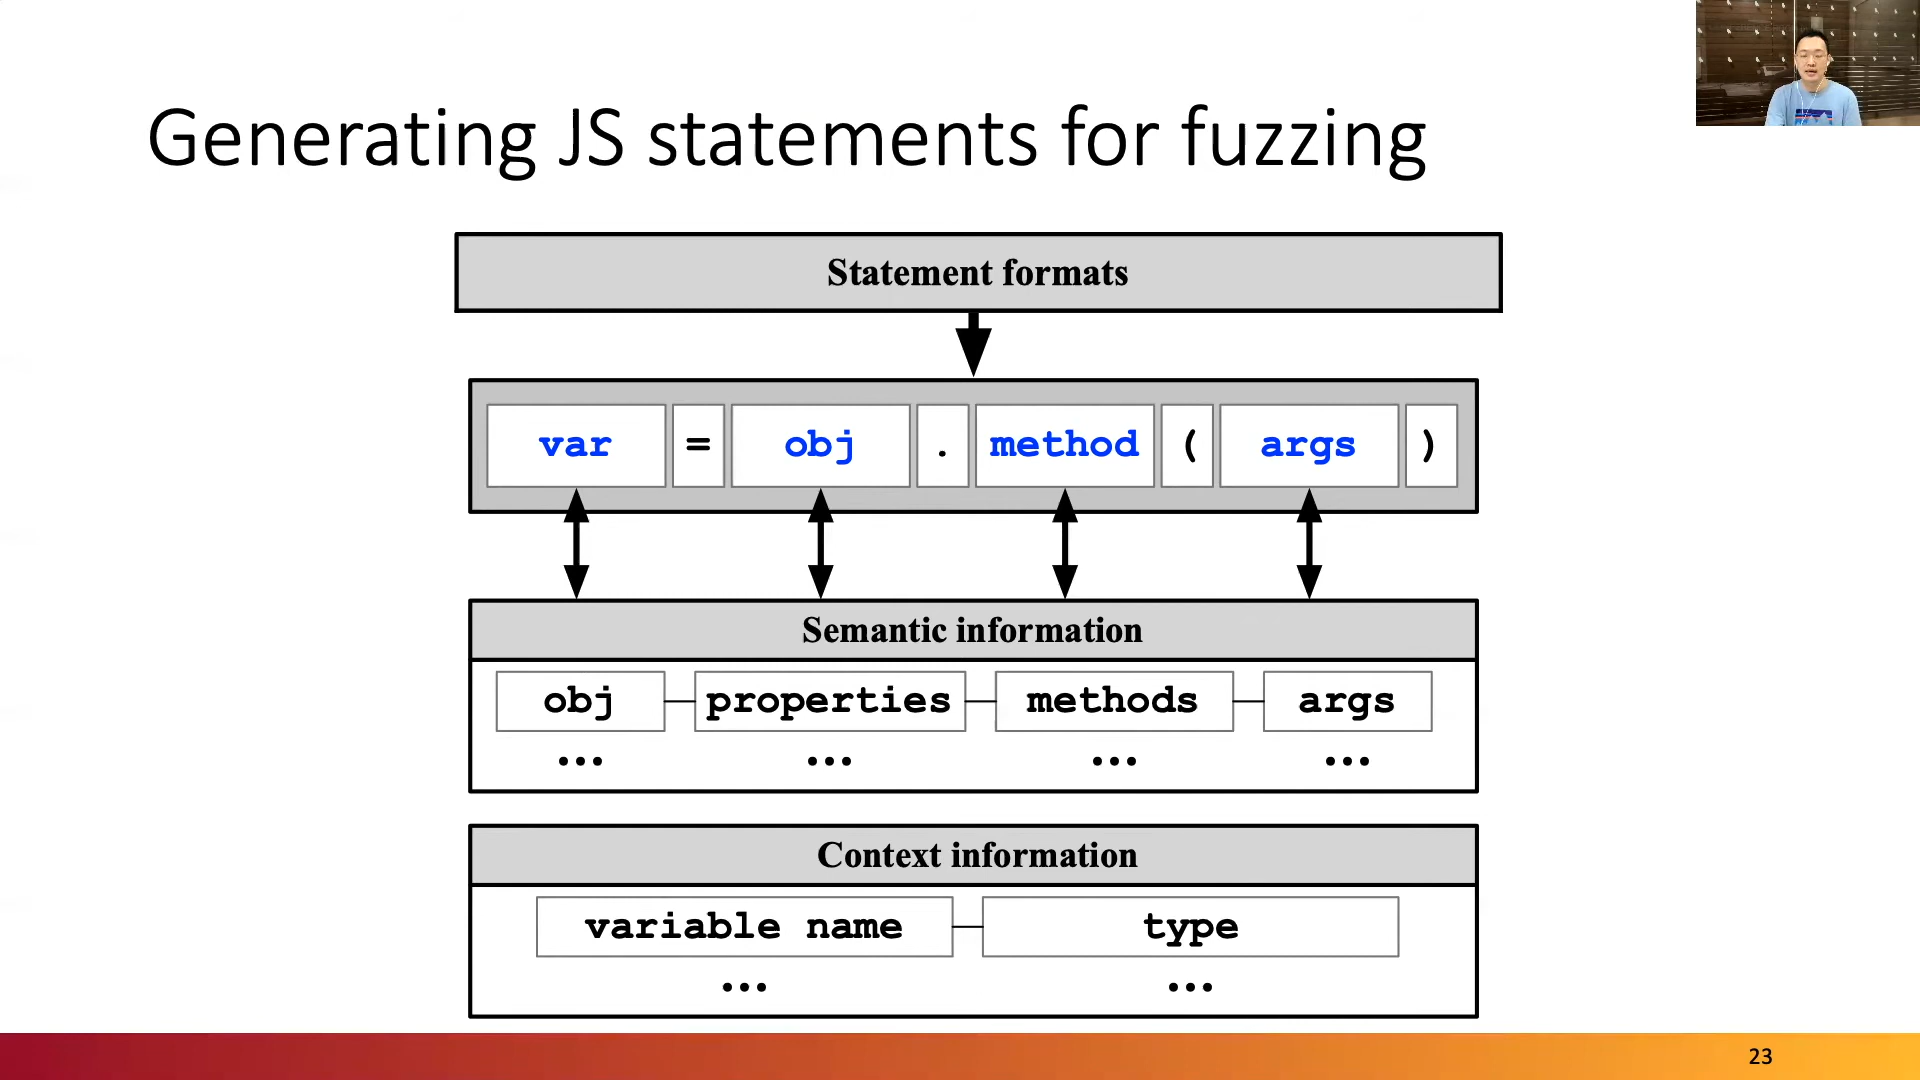 Generating JS statements for fuzzing
Statement formats
var = obj . method ( args )
Semantic information
obj properties methods args
... ... ... ...
Context information
variable name type
... ...
23